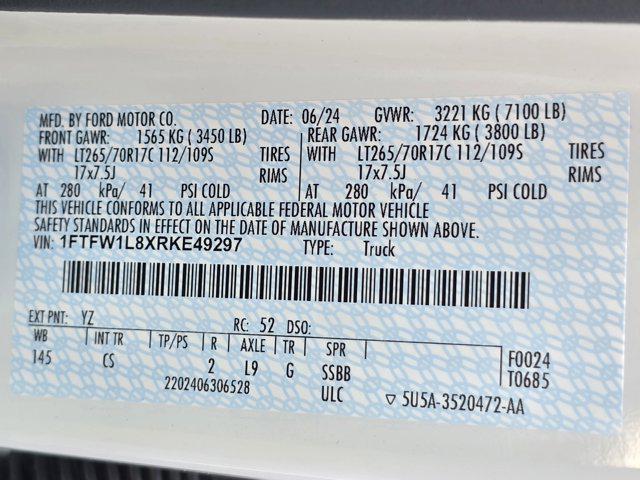 MFD. BY FORD MOTOR CO. DATE: 06/24 GVWR: 3221 KG ( 7100 LB)
FRONT GAWR: 1565 KG ( 3450 LB) REAR GAWR: 1724 KG ( 3800 LB)
WITH LT265/70R17C 112/109S TIRES WITH LT265/70R17C 112/109S TIRES
17x7.5J RIMS 17x7.5J RIMS
AT 280 kPa/ 41 PSI COLD AT 280 kPa/ 41 PSI COLD
THIS VEHICLE CONFORMS TO ALL APPLICABLE FEDERAL MOTOR VEHICLE
SAFETY STANDARDS IN EFFECT ON THE DATE OF MANUFACTURE SHOWN ABOVE.
VIN: 1FTFW1L8XRKE49297 TYPE: Truck
EXT PNT: YZ RC: 52 DSO:
WB INT TR TP/PS R AXLE TR SPR F0024
145 CS 2 L9 G SSBB T0685
2202406306528 ULC ▽ 5U5A-3520472-AA